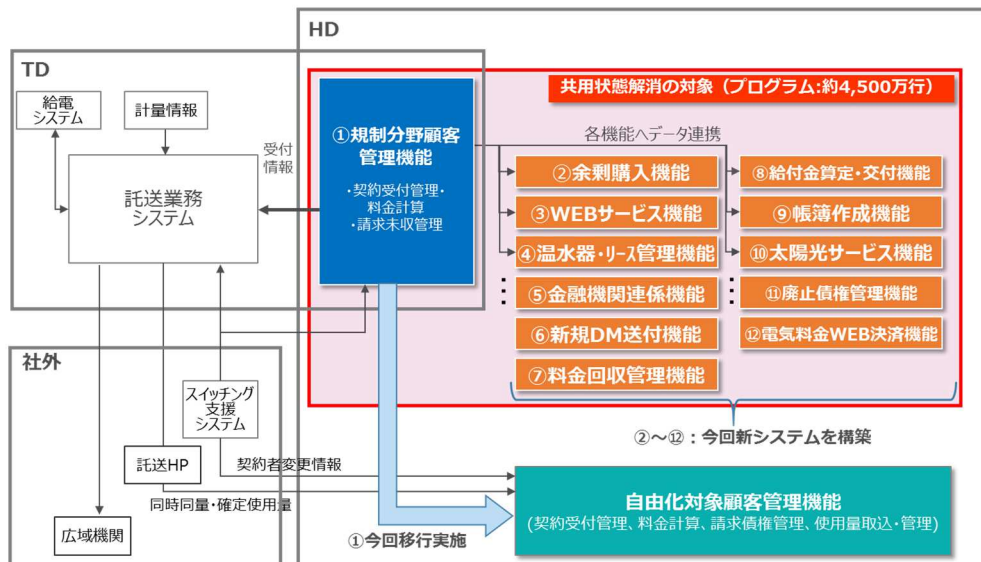 HD
TD
共用状態解消の対象（プログラム:約4,500万行）
給電
システム
計量情報
受付
情報
託送業務
システム
①規制分野顧客
管理機能
・契約受付管理・
料金計算
・請求未収管理
各機能へデータ連携
②余剰購入機能
③WEBサービス機能
④温水器・リース管理機能
⑤金融機関連係機能
⑥新規DM送付機能
⑦料金回収管理機能
⑧給付金算定・交付機能
⑨帳簿作成機能
⑩太陽光サービス機能
⑪廃止債権管理機能
⑫電気料金WEB決済機能
②～⑫：今回新システムを構築
社外
スイッチング
支援
システム
託送HP
契約者変更情報
同時同量・確定使用量
広域機関
①今回移行実施
自由化対象顧客管理機能
(契約受付管理、料金計算、請求債権管理、使用量取込・管理)